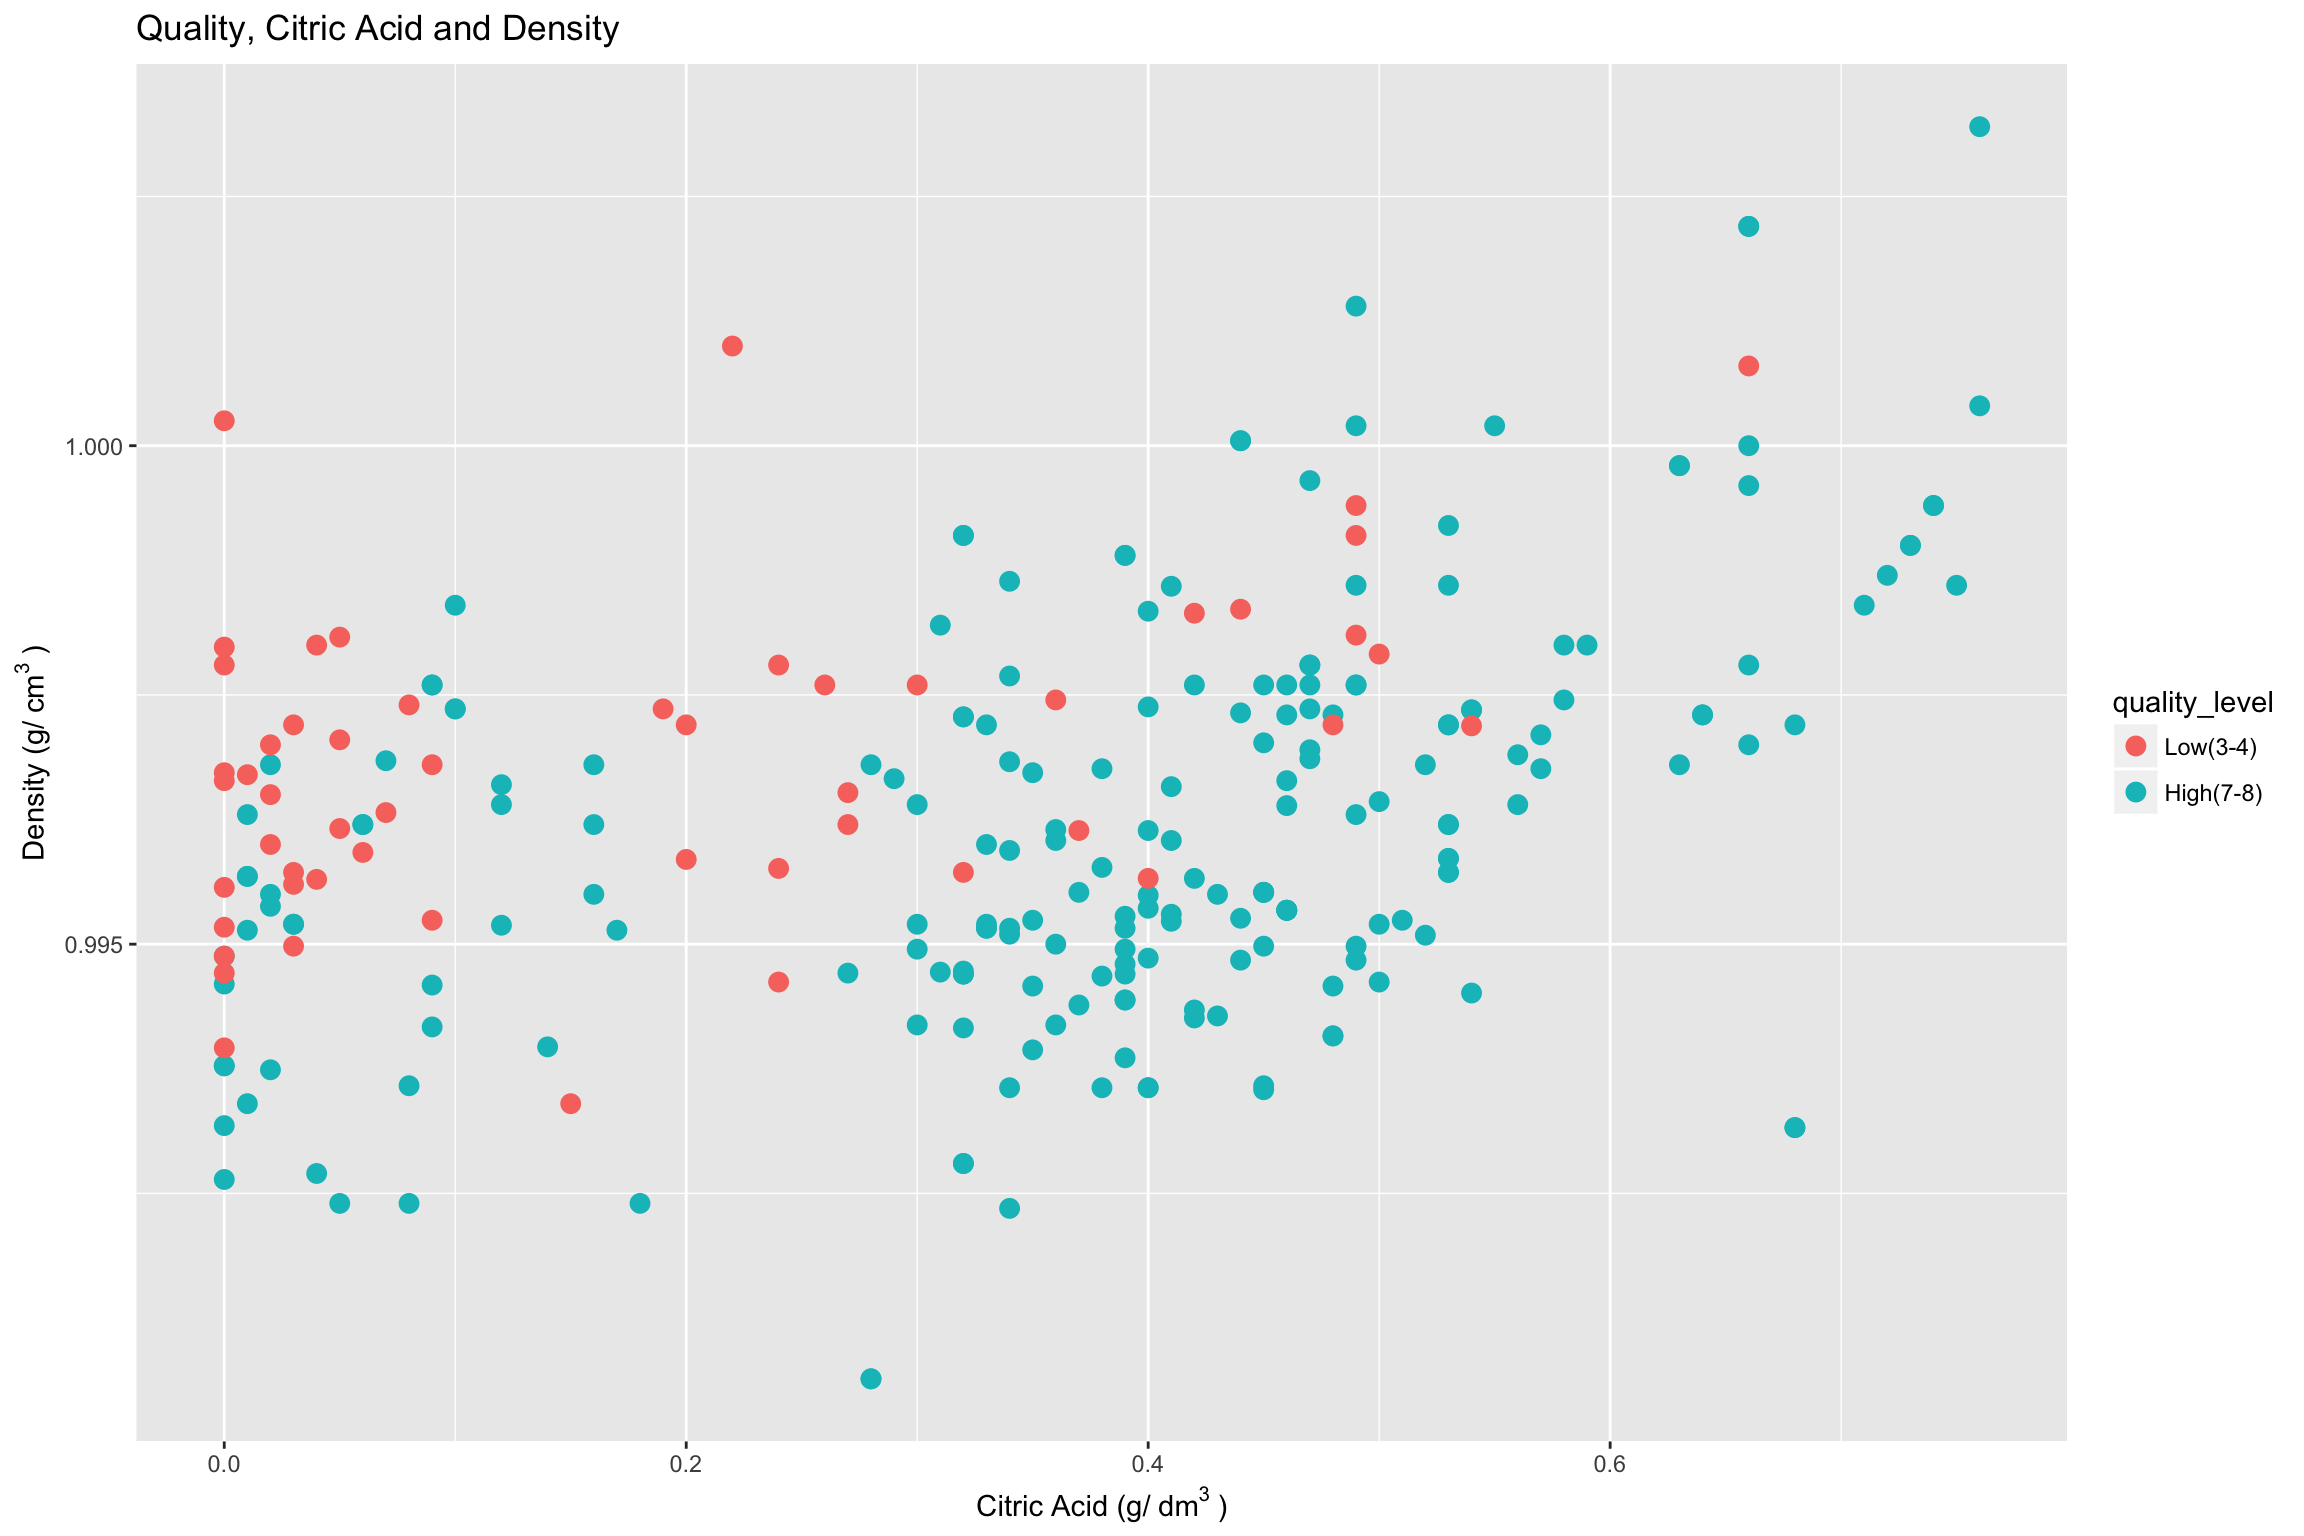 Quality, Citric Acid and Density
Density (g/ cm³ )
1.000
0.995
0.0 0.2 0.4 0.6
Citric Acid (g/ dm³ )
quality_level
Low(3-4)
High(7-8)